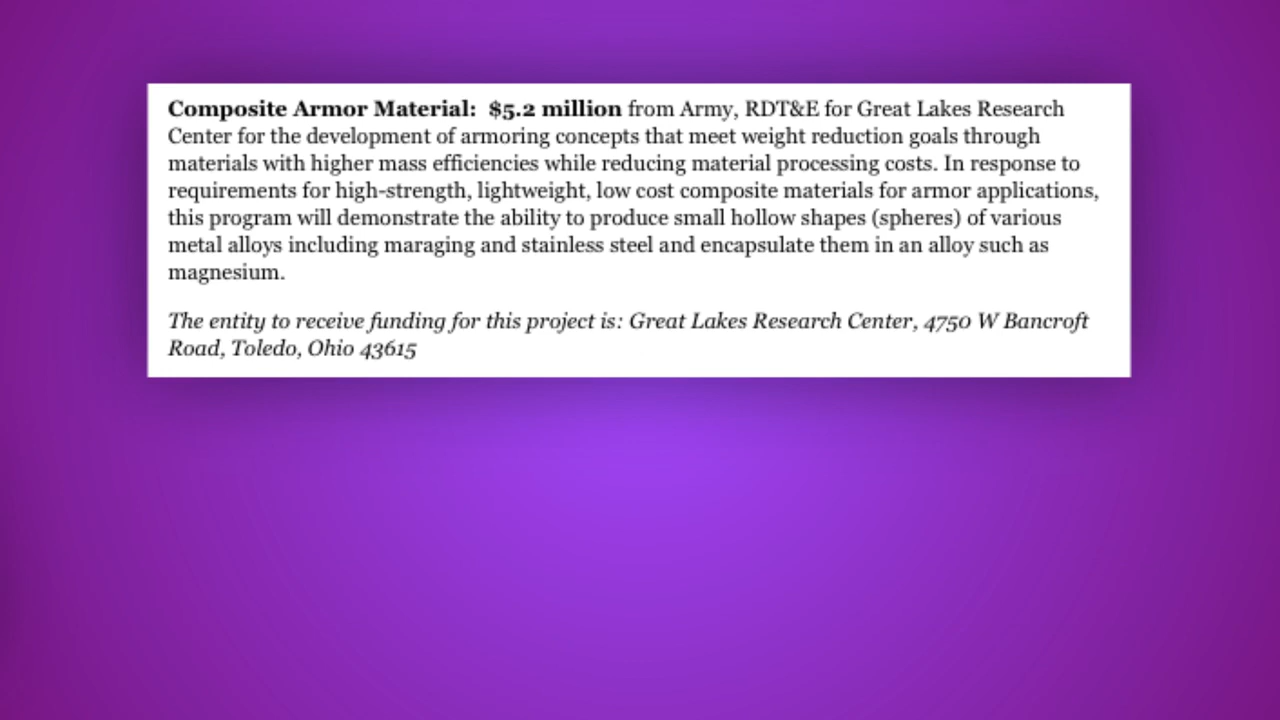 Composite Armor Material:  $5.2 million from Army, RDT&E for Great Lakes Research
Center for the development of armoring concepts that meet weight reduction goals through
materials with higher mass efficiencies while reducing material processing costs. In response to
requirements for high-strength, lightweight, low cost composite materials for armor applications,
this program will demonstrate the ability to produce small hollow shapes (spheres) of various
metal alloys including maraging and stainless steel and encapsulate them in an alloy such as
magnesium.
The entity to receive funding for this project is: Great Lakes Research Center, 4750 W Bancroft
Road, Toledo, Ohio 43615